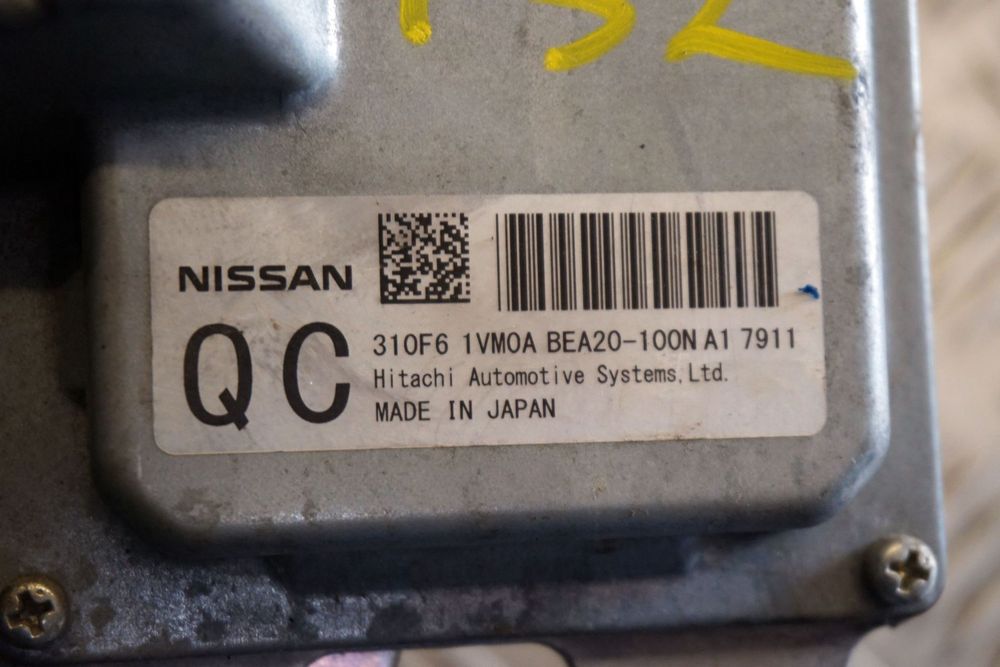 NISSAN
QC
310F6 1VM0A BEA20-100N A1 7911
Hitachi Automotive Systems,Ltd.
MADE IN JAPAN